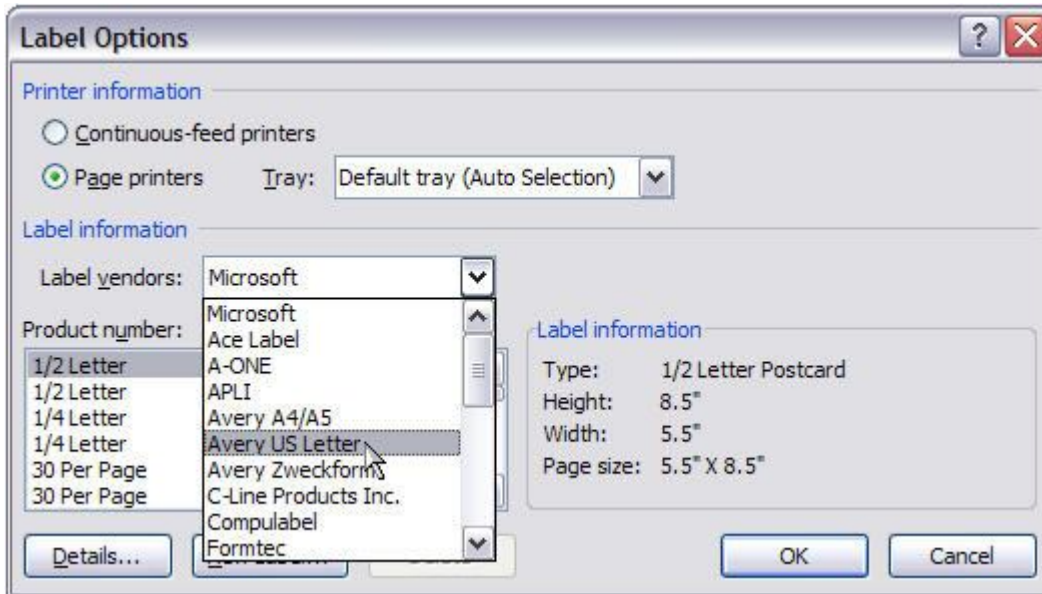 Label Options
Printer information
Continuous-feed printers
Page printers Tray: Default tray (Auto Selection)
Label information
Label vendors: Microsoft
Product number:
1/2 Letter
1/2 Letter
1/4 Letter
1/4 Letter
30 Per Page
30 Per Page
Microsoft
Ace Label
A-ONE
APLI
Avery A4/A5
Avery US Letter
Avery Zweckform
C-Line Products Inc.
Compulabel
Formtec
Label information
Type: 1/2 Letter Postcard
Height: 8.5"
Width: 5.5"
Page size: 5.5" X 8.5"
Details...
OK
Cancel